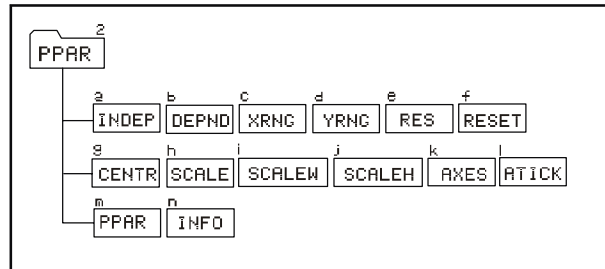 2
PPAR
a b c d e f
INDEP DEPND XRNG YRNG RES RESET
g h i j k l
CENTR SCALE SCALEW SCALEH AXES ATICK
m n
PPAR INFO